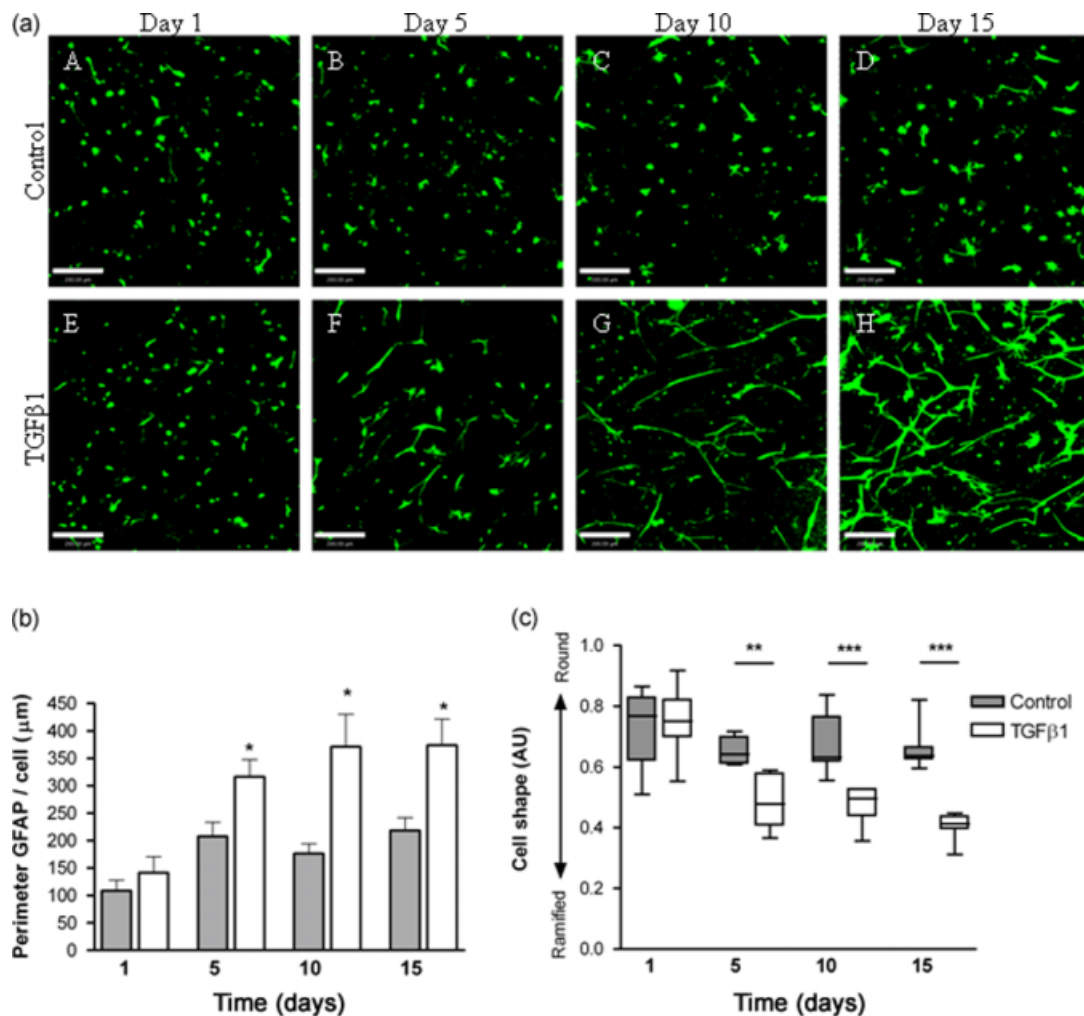 (a) Day 1 Day 5 Day 10 Day 15
Control
A B C D
TGFβ1
E F G H
(b)
Perimeter GFAP / cell (μm)
450
400
350
300
250
200
150
100
50
0
* * *
1 5 10 15
Time (days)
(c)
Round
Ramified
Cell shape (AU)
1.0
0.8
0.6
0.4
0.2
0.0
** *** ***
Control
TGFβ1
1 5 10 15
Time (days)